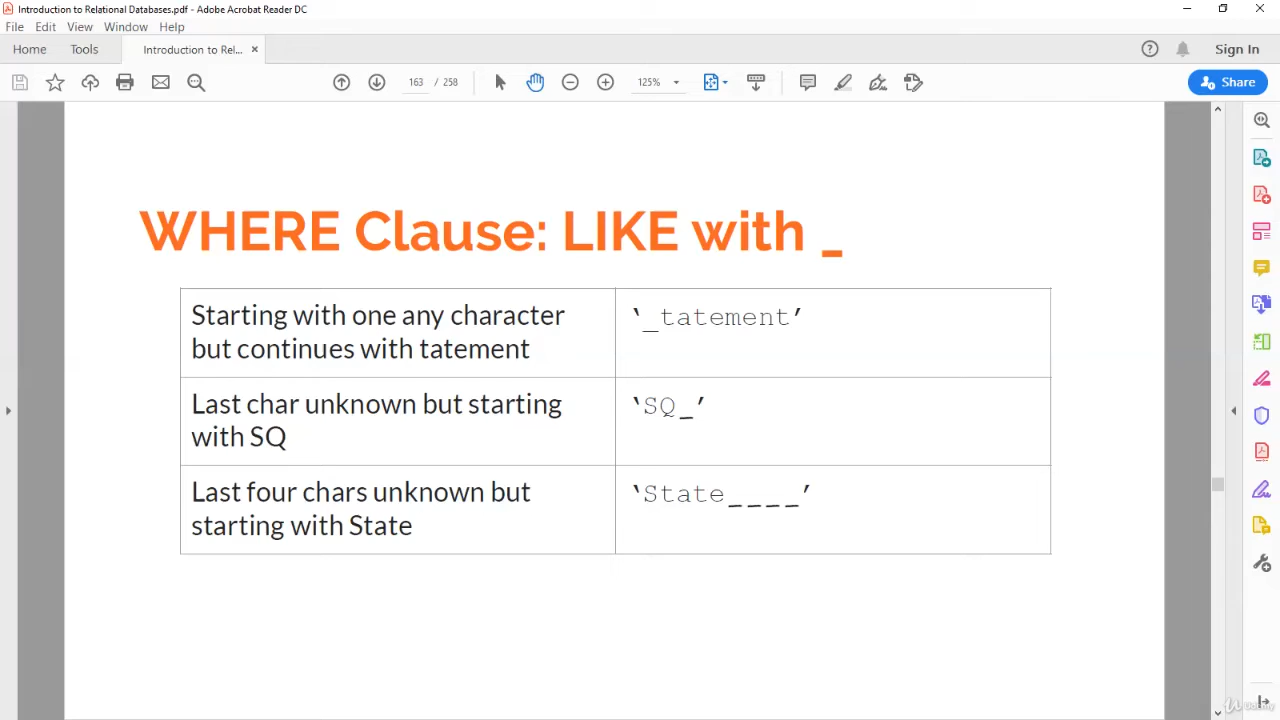 Introduction to Relational Databases.pdf - Adobe Acrobat Reader DC
File Edit View Window Help
Home Tools Introduction to Rel... × Sign In
163 / 258 125% Share
WHERE Clause: LIKE with _
Starting with one any character
but continues with tatement
‘_tatement’
Last char unknown but starting
with SQ
‘SQ_’
Last four chars unknown but
starting with State
‘State____’
Udemy